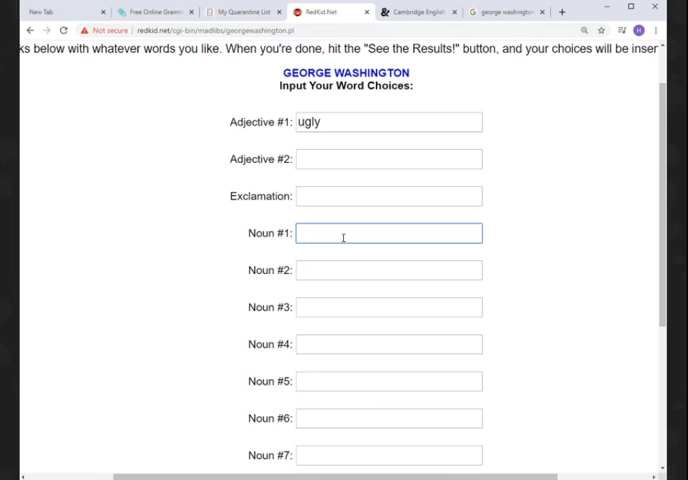 New Tab
Free Online Gramm
My Quarantine List
RedKid.Net
Cambridge English
george washington
Not secure
redkid.net/cgi-bin/madlibs/georgewashington.pl
H
ks below with whatever words you like. When you're done, hit the "See the Results!" button, and your choices will be inser
GEORGE WASHINGTON
Input Your Word Choices:
Adjective #1: ugly
Adjective #2:
Exclamation:
Noun #1:
Noun #2:
Noun #3:
Noun #4:
Noun #5:
Noun #6:
Noun #7: